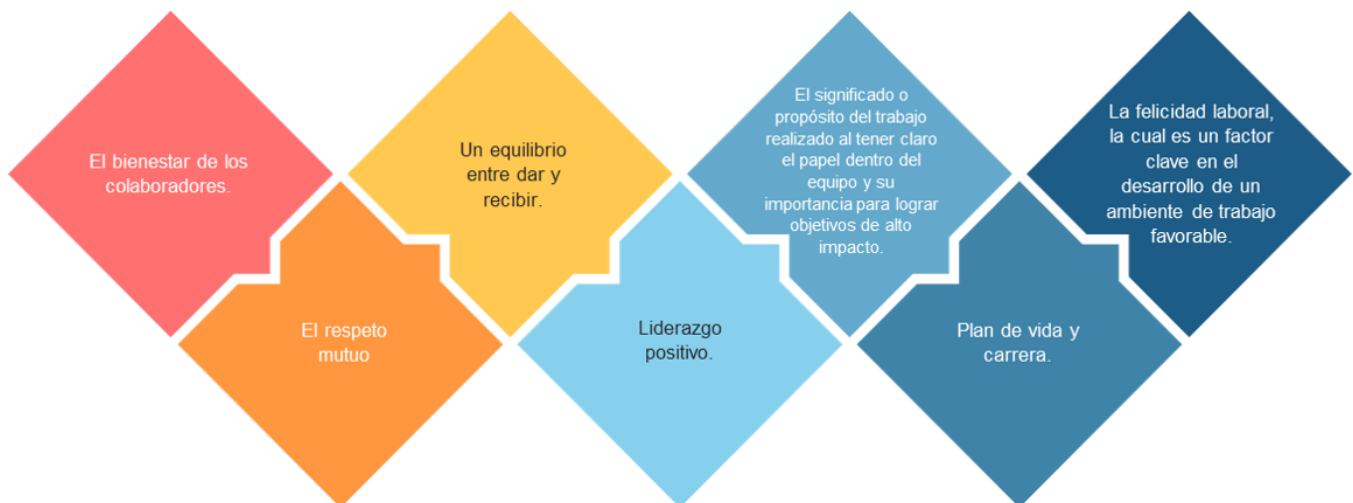 El bienestar de los
colaboradores.
El respeto
mutuo
Un equilibrio
entre dar y
recibir.
Liderazgo
positivo.
El significado o
propósito del trabajo
realizado al tener claro
el papel dentro del
equipo y su
importancia para lograr
objetivos de alto
impacto.
Plan de vida y
carrera.
La felicidad laboral,
la cual es un factor
clave en el
desarrollo de un
ambiente de trabajo
favorable.